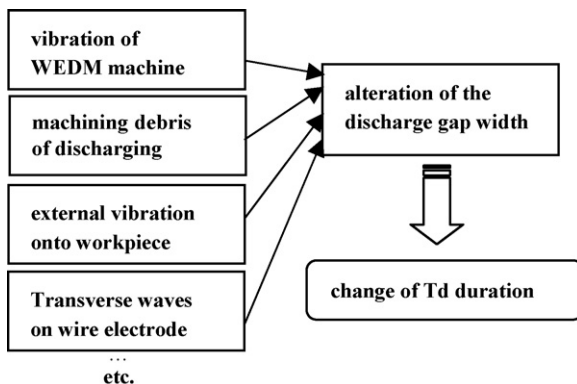 vibration of
WEDM machine
machining debris
of discharging
external vibration
onto workpiece
Transverse waves
on wire electrode
...
etc.
alteration of the
discharge gap width
change of Td duration